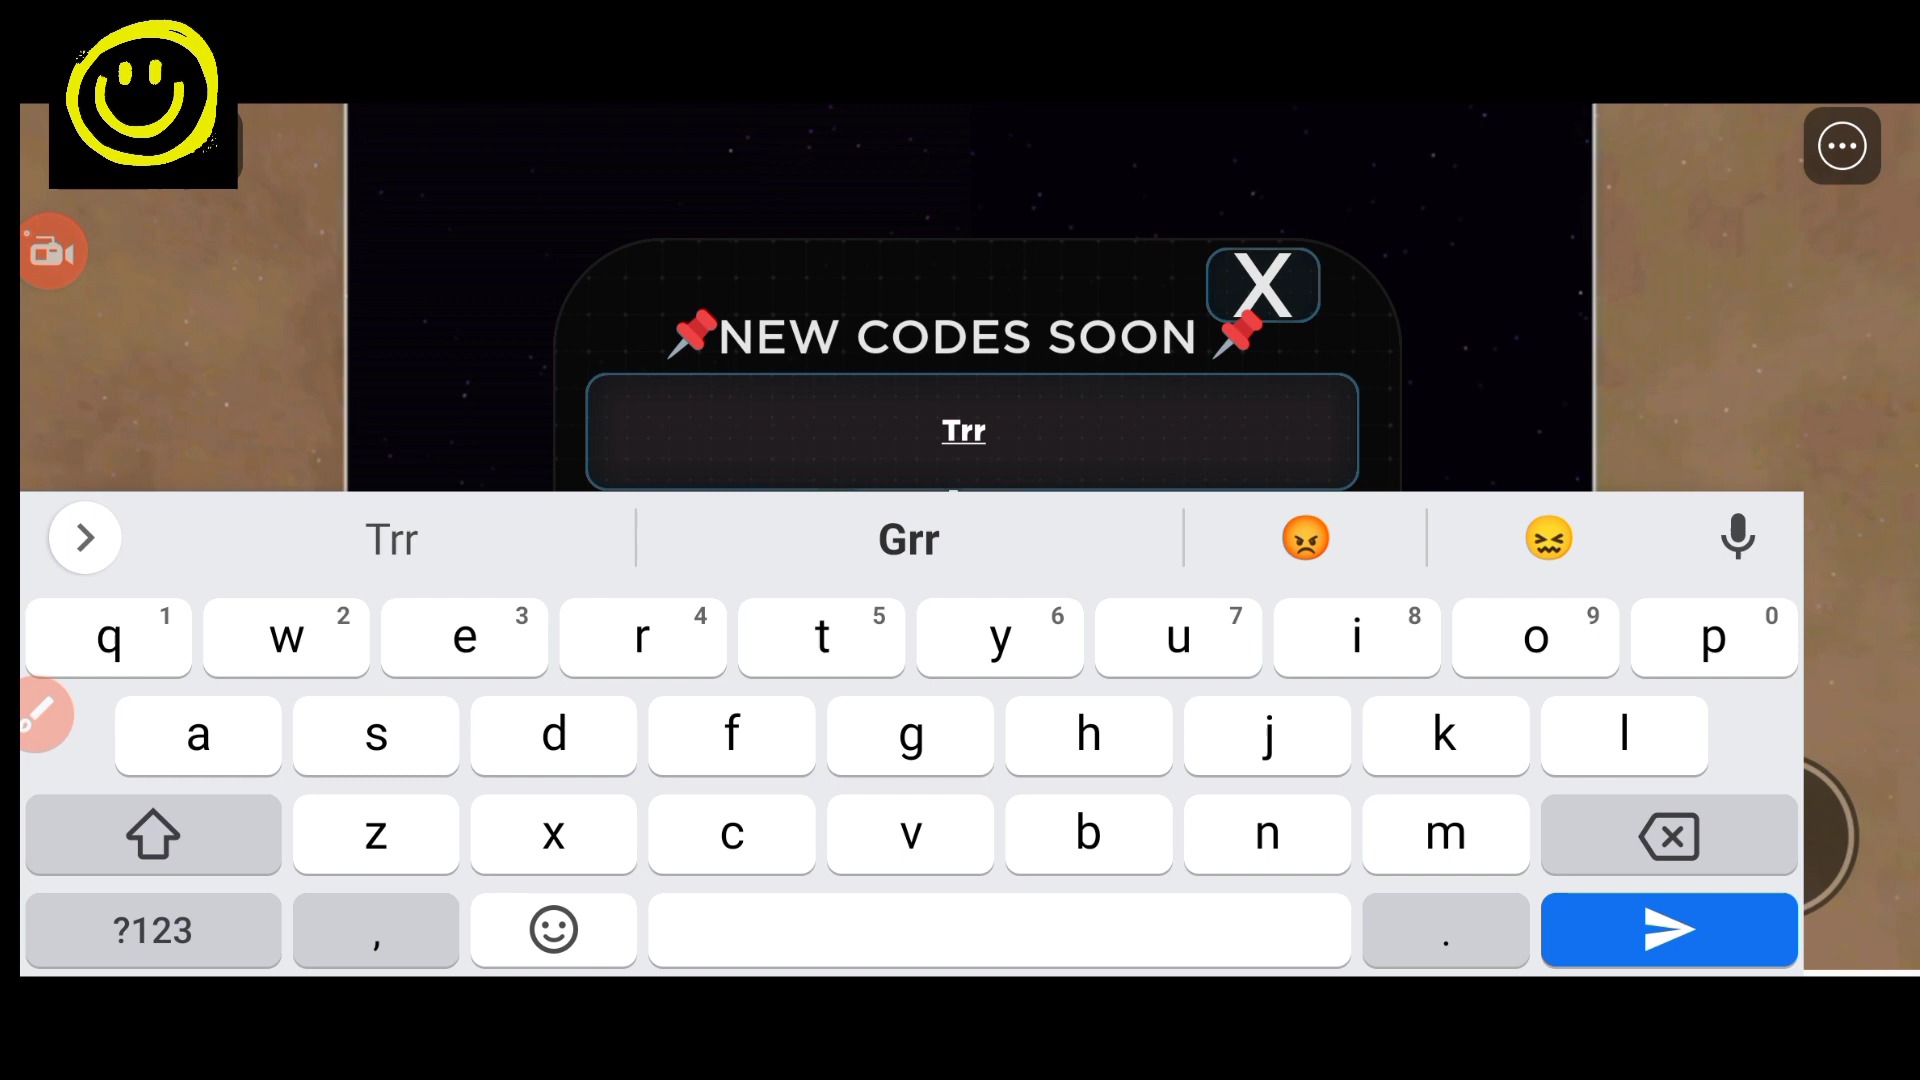 X
📌NEW CODES SOON 📌
Trr
Trr Grr 😡 😖
q 1 w 2 e 3 r 4 t 5 y 6 u 7 i 8 o 9 p 0
a s d f g h j k l
z x c v b n m
?123 , .